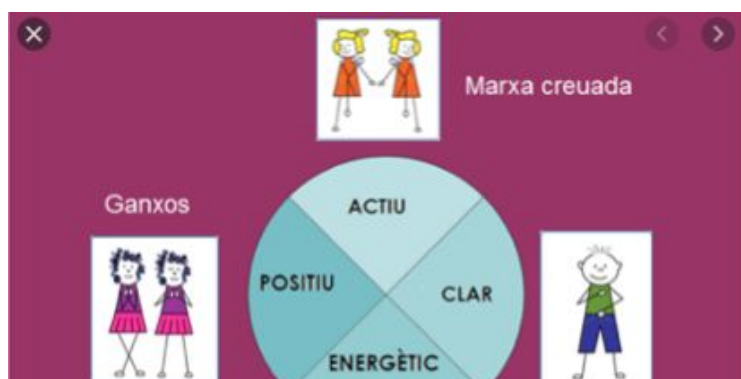 Marxa creuada
Ganxos
ACTIU
POSITIU
CLAR
ENERGÈTIC